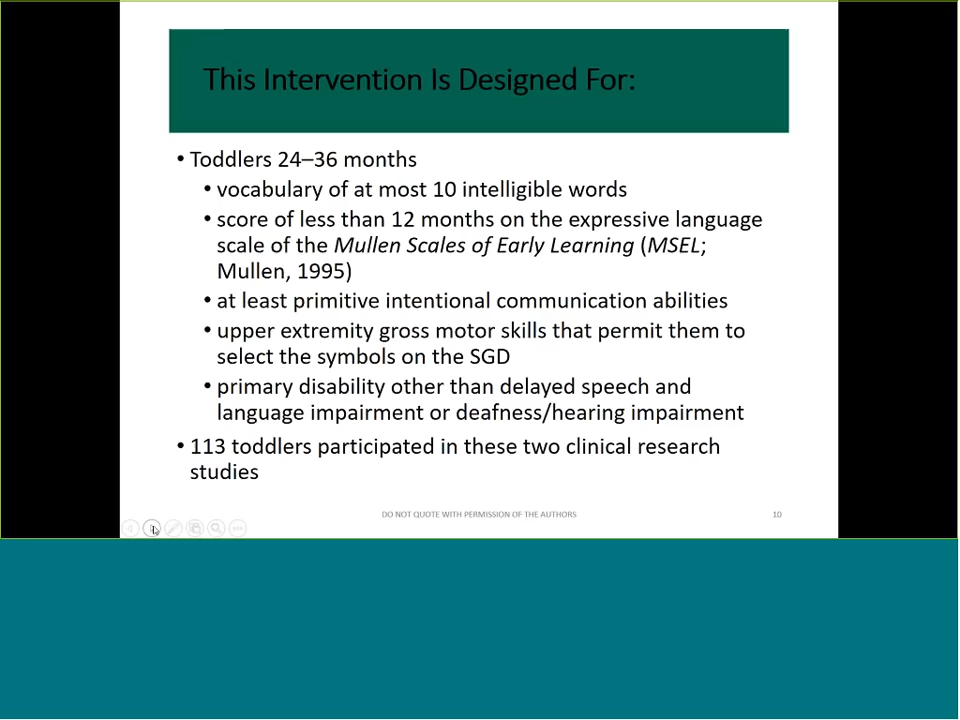 This Intervention Is Designed For:
• Toddlers 24–36 months
• vocabulary of at most 10 intelligible words
• score of less than 12 months on the expressive language
scale of the Mullen Scales of Early Learning (MSEL;
Mullen, 1995)
• at least primitive intentional communication abilities
• upper extremity gross motor skills that permit them to
select the symbols on the SGD
• primary disability other than delayed speech and
language impairment or deafness/hearing impairment
• 113 toddlers participated in these two clinical research
studies
DO NOT QUOTE WITH PERMISSION OF THE AUTHORS
10